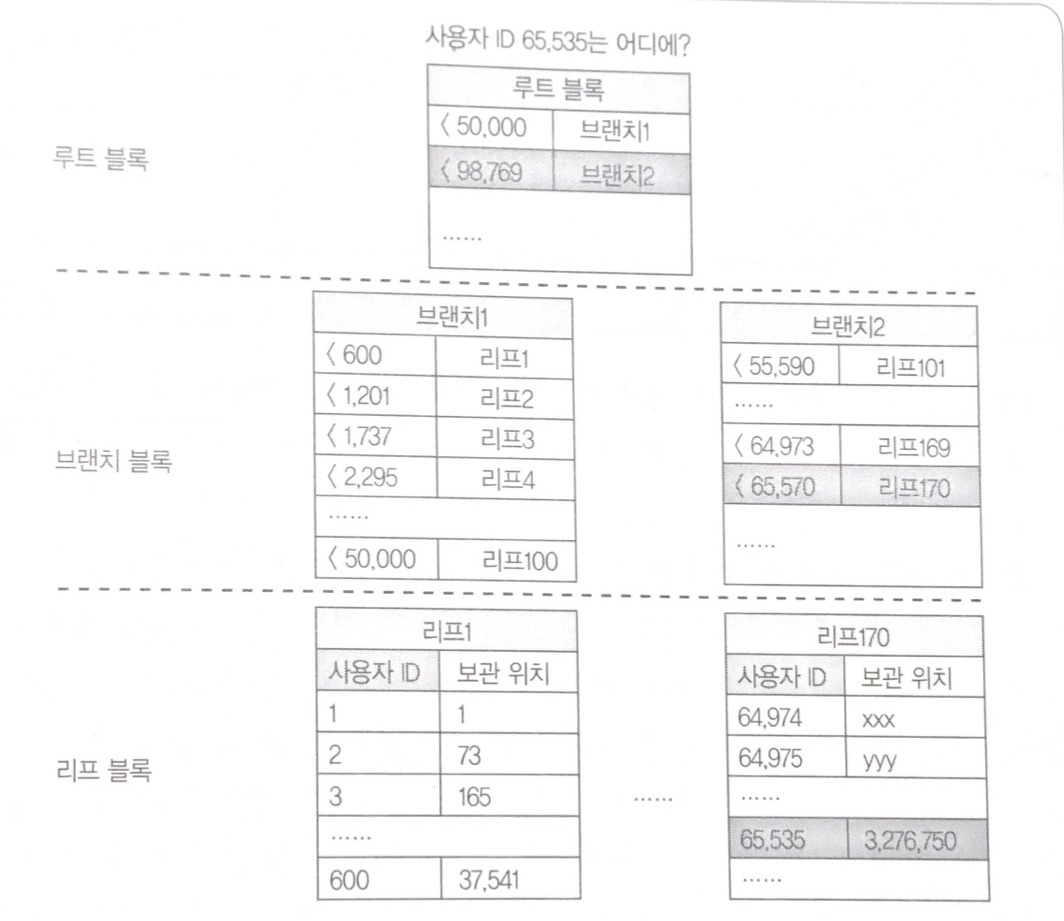 사용자 ID 65,535는 어디에?
루트 블록
루트 블록
< 50,000 브랜치1
< 98,769 브랜치2
......
브랜치 블록
브랜치1
< 600 리프1
< 1,201 리프2
< 1,737 리프3
< 2,295 리프4
......
< 50,000 리프100
브랜치2
< 55,590 리프101
......
< 64,973 리프169
< 65,570 리프170
......
리프 블록
리프1
사용자 ID 보관 위치
1 1
2 73
3 165
......
600 37,541
......
리프170
사용자 ID 보관 위치
64,974 xxx
64,975 yyy
......
65,535 3,276,750
......